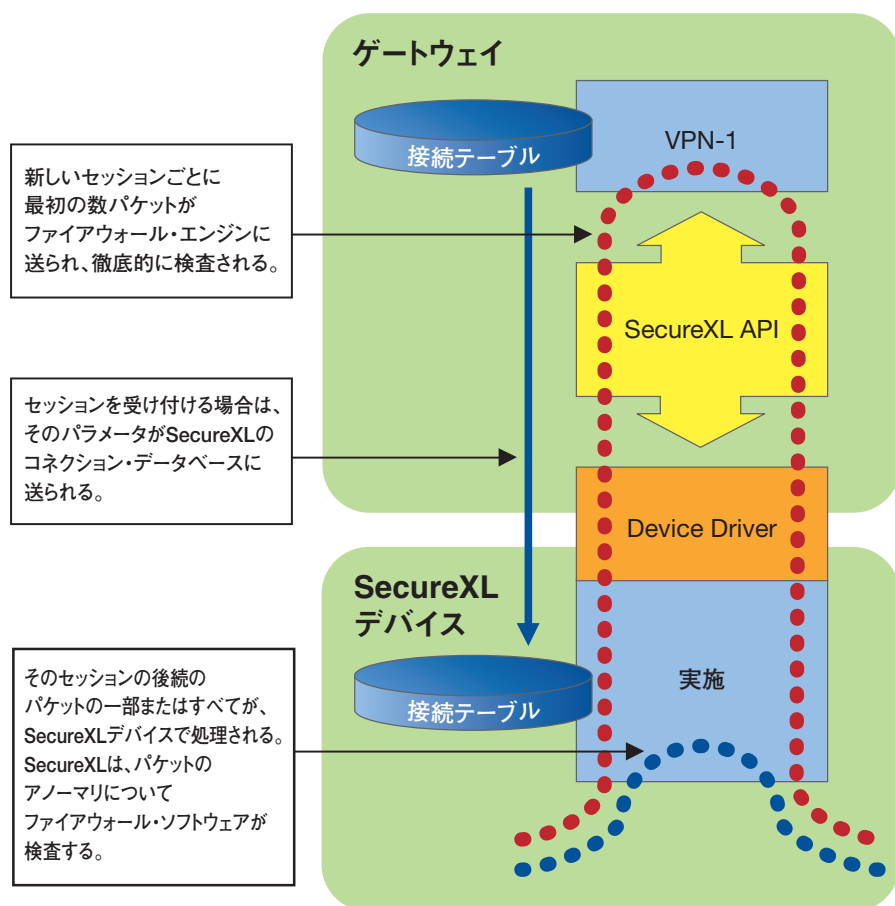 ゲートウェイ
VPN-1
接続テーブル
新しいセッションごとに
最初の数パケットが
ファイアウォール・エンジンに
送られ、徹底的に検査される。
SecureXL API
セッションを受け付ける場合は、
そのパラメータがSecureXLの
コネクション・データベースに
送られる。
Device Driver
SecureXL
デバイス
実施
接続テーブル
そのセッションの後続の
パケットの一部またはすべてが、
SecureXLデバイスで処理される。
SecureXLは、パケットの
アノーマリについて
ファイアウォール・ソフトウェアが
検査する。